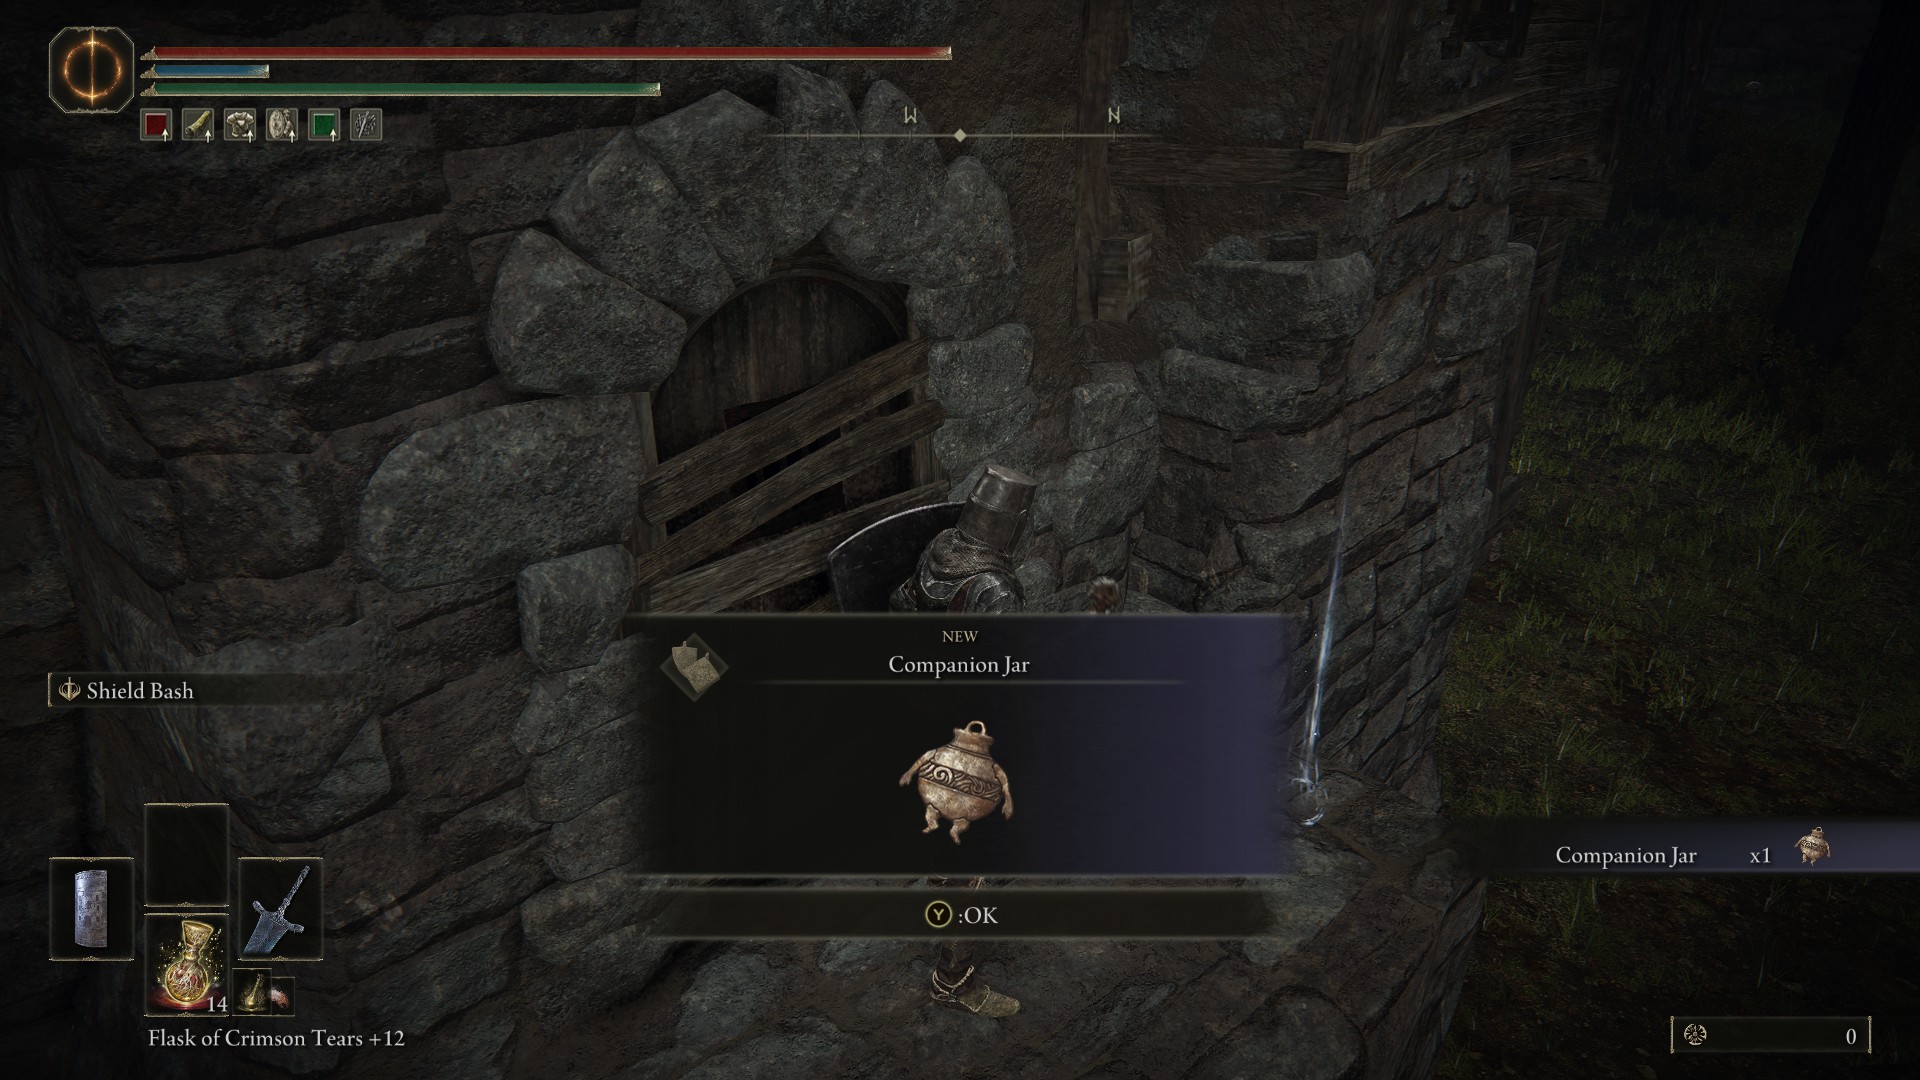 W
N
NEW
Companion Jar
Shield Bash
Companion Jar x1
Y :OK
14
Flask of Crimson Tears +12
0